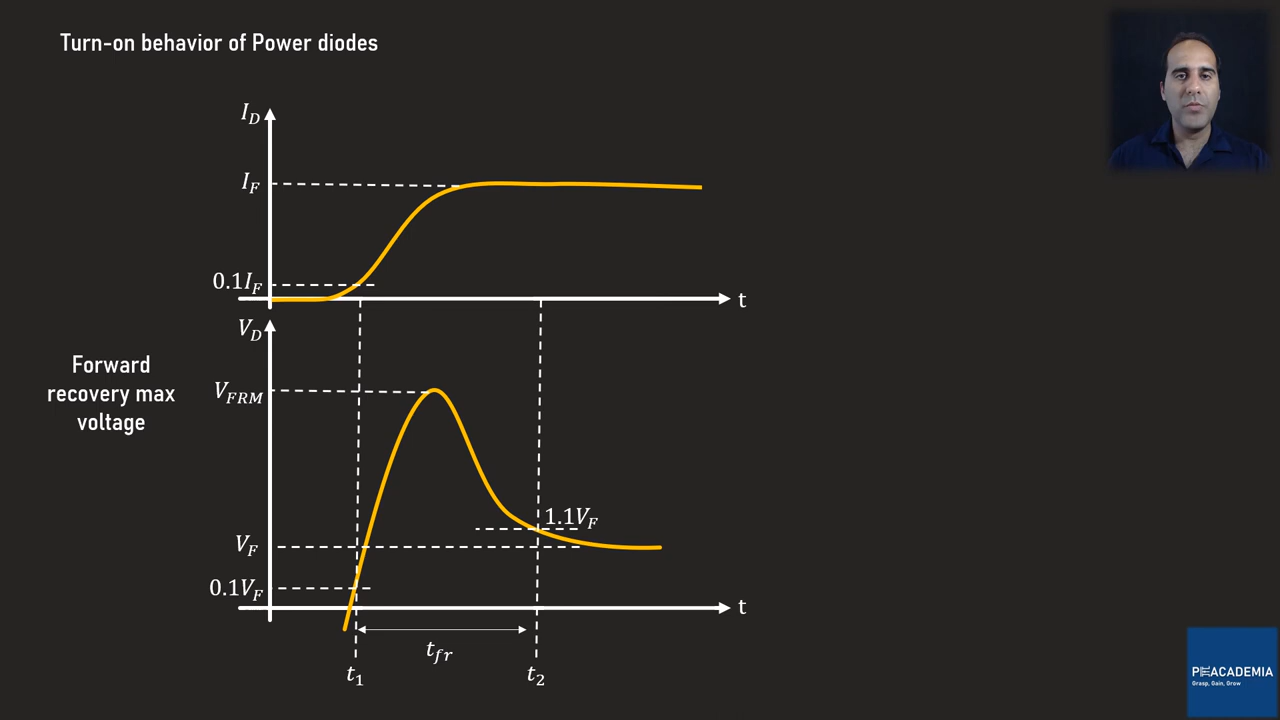 Turn-on behavior of Power diodes
I_D
I_F
0.1I_F
t
V_D
Forward
recovery max
voltage
V_FRM
1.1V_F
V_F
0.1V_F
t
t_fr
t_1
t_2
Grasp, Gain, Grow